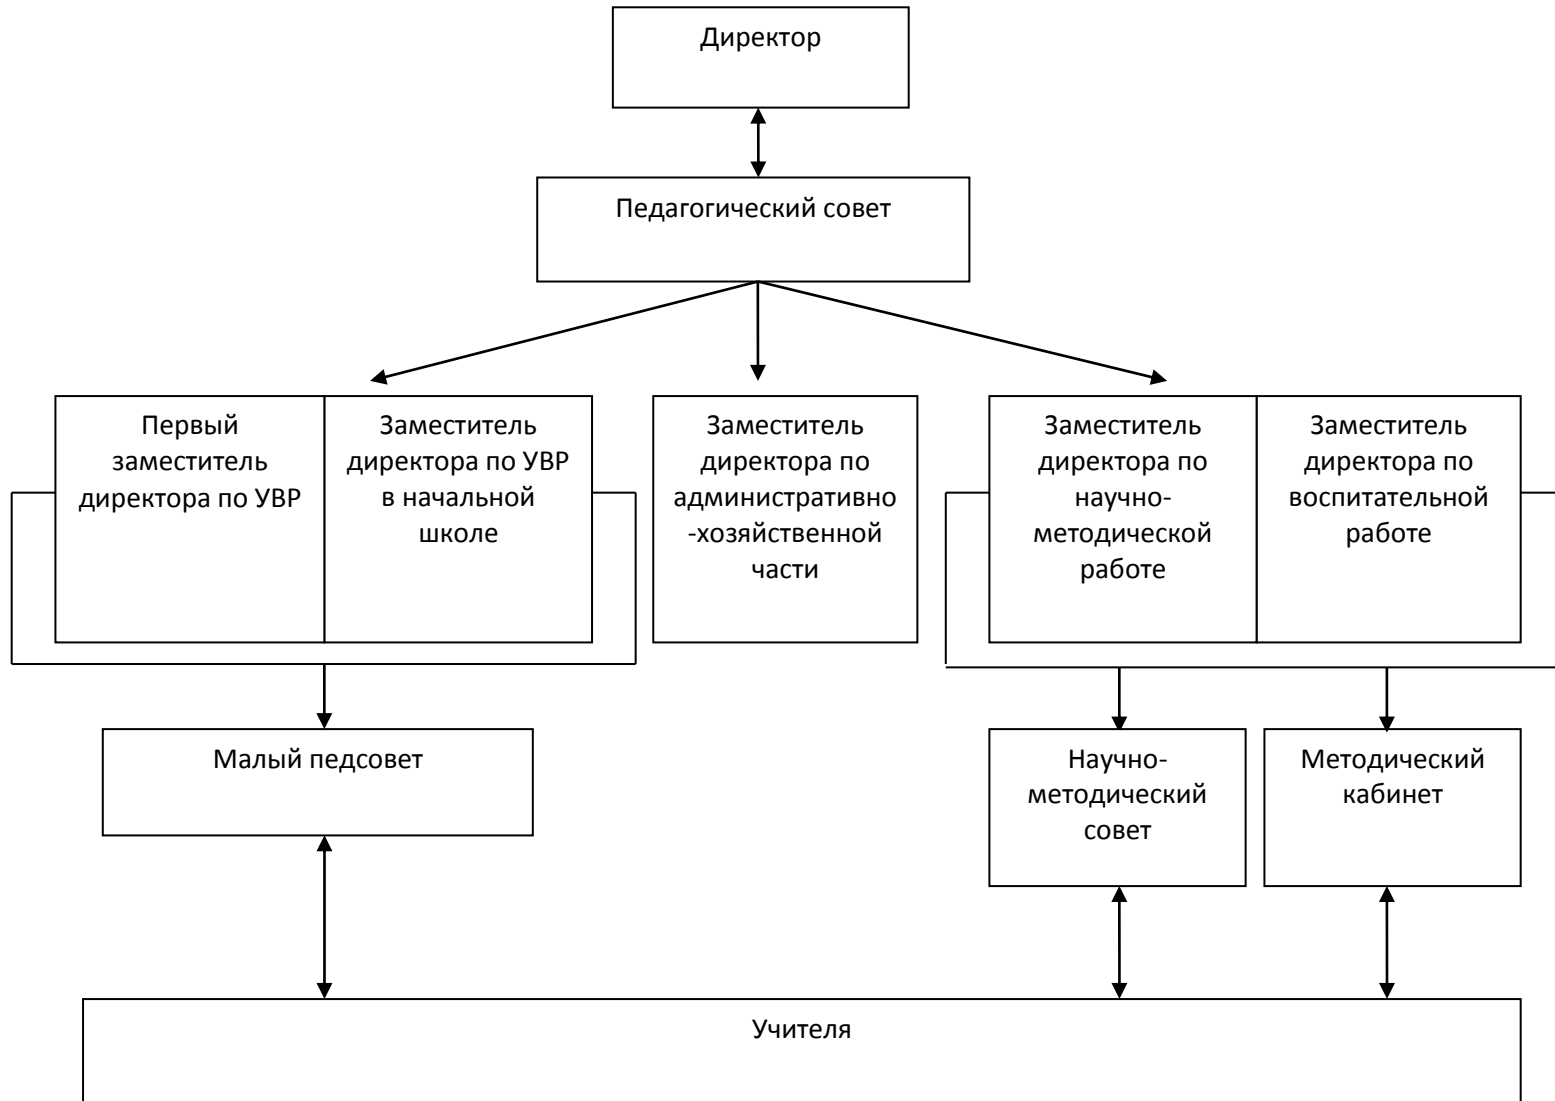 Директор
Педагогический совет
Первый
заместитель
директора по УВР
Заместитель
директора по УВР
в начальной
школе
Заместитель
директора по
административно
-хозяйственной
части
Заместитель
директора по
научно-
методической
работе
Заместитель
директора по
воспитательной
работе
Малый педсовет
Научно-
методический
совет
Методический
кабинет
Учителя